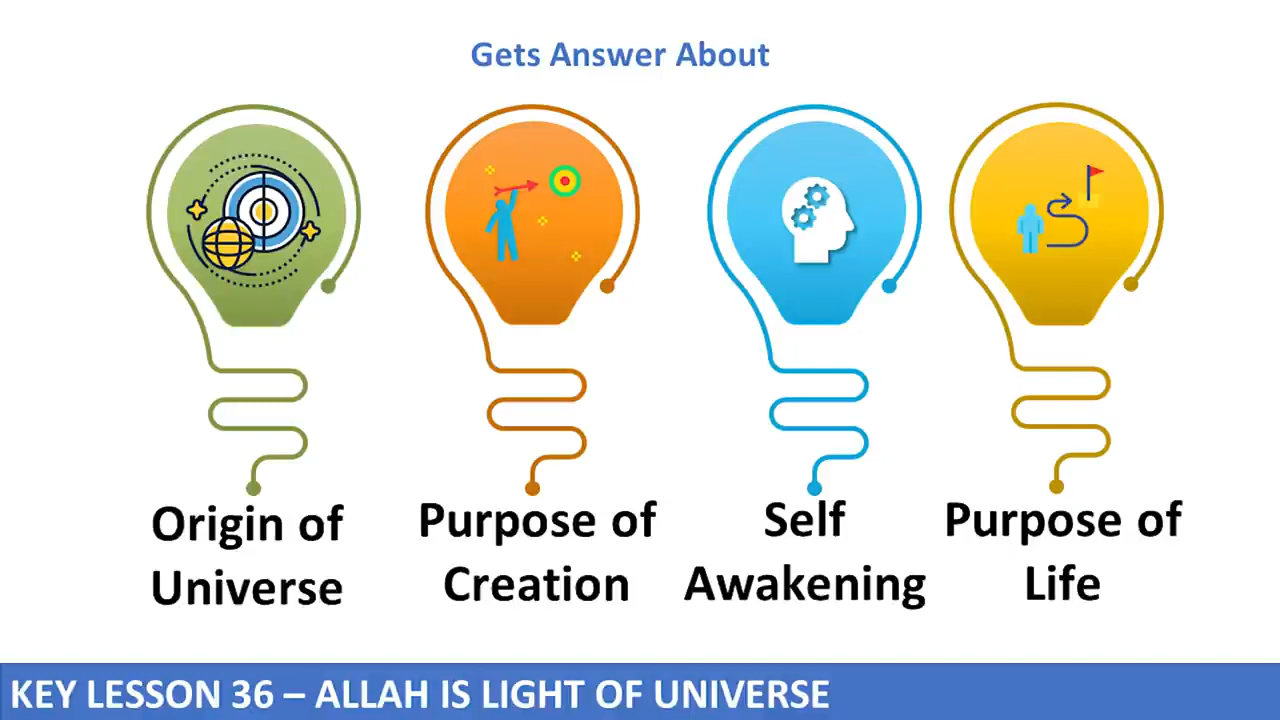 Gets Answer About
Origin of
Universe
Purpose of
Creation
Self
Awakening
Purpose of
Life
KEY LESSON 36 – ALLAH IS LIGHT OF UNIVERSE